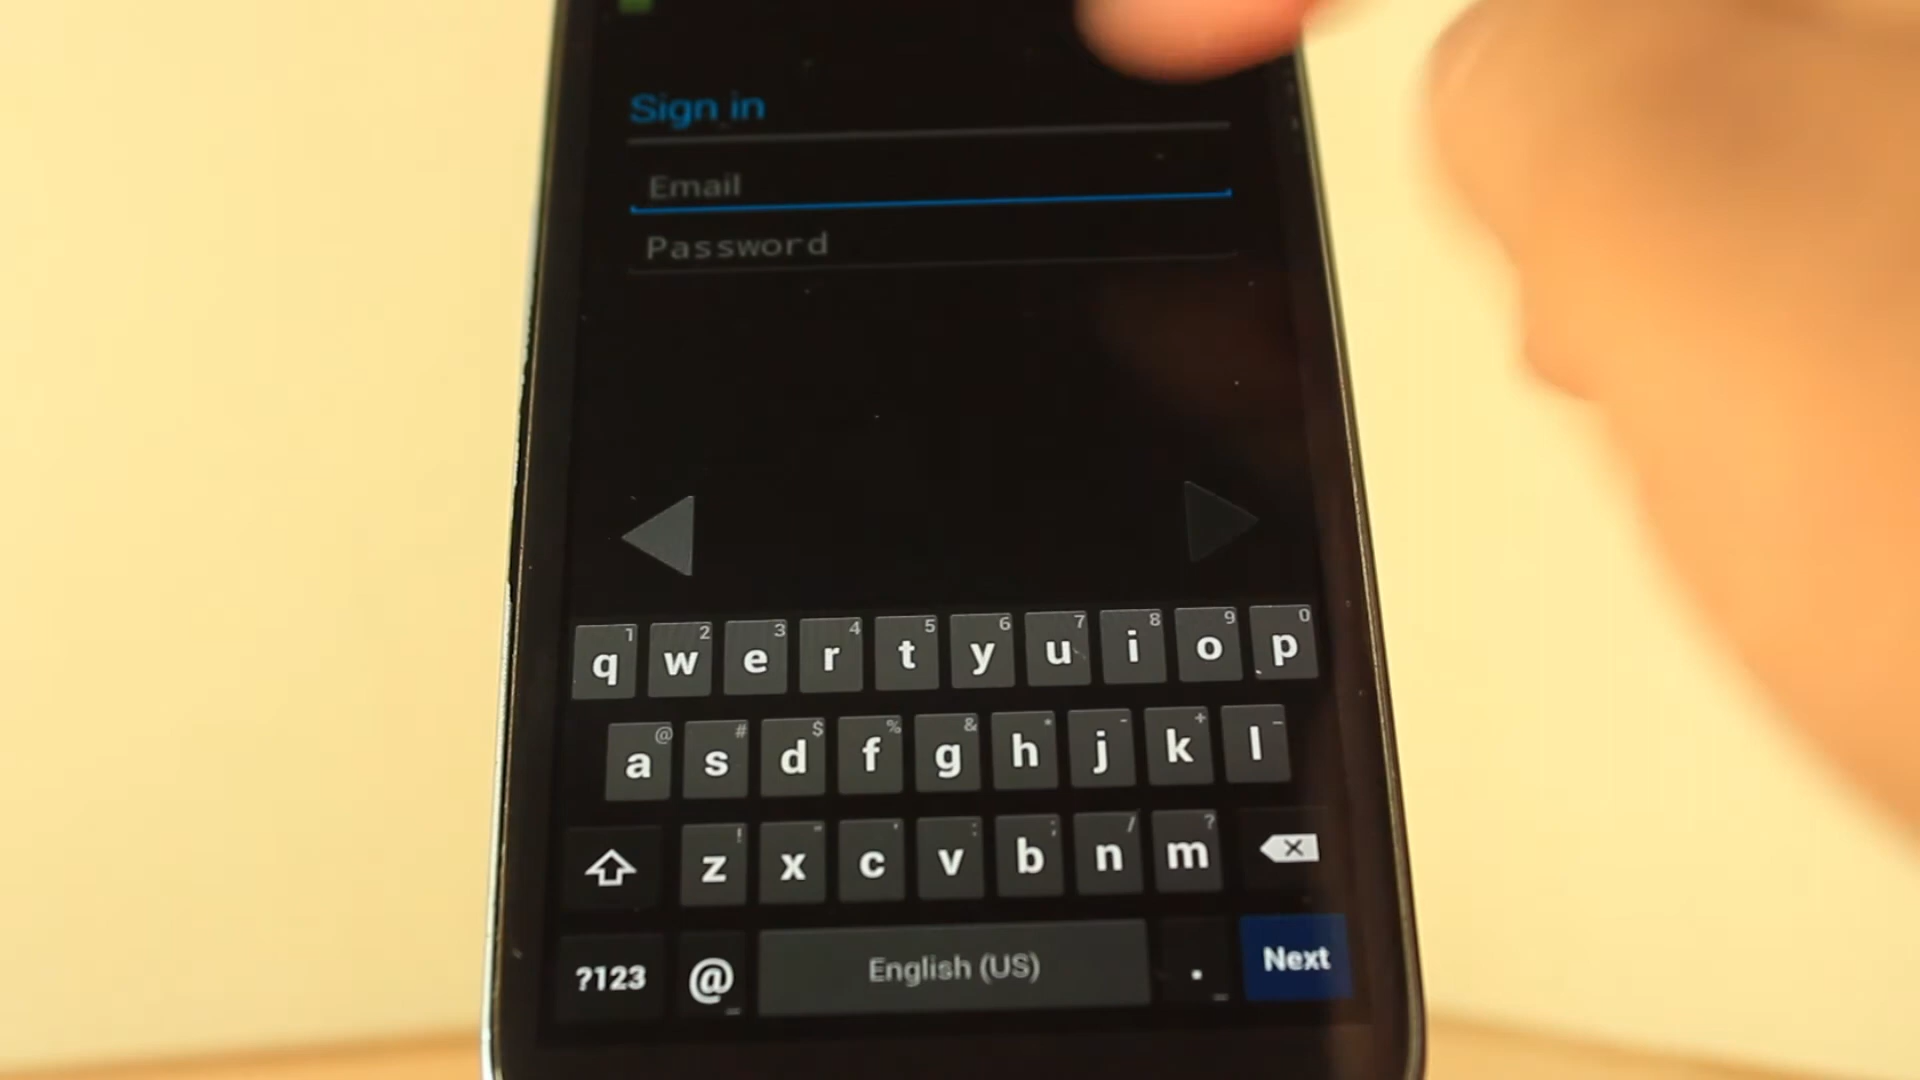 Sign in
Email
Password
1 2 3 4 5 6 7 8 9 0
q w e r t y u i o p
@ # $ % & * - + _
a s d f g h j k l
! " ' : ; / ?
z x c v b n m
?123 @ English (US) . Next